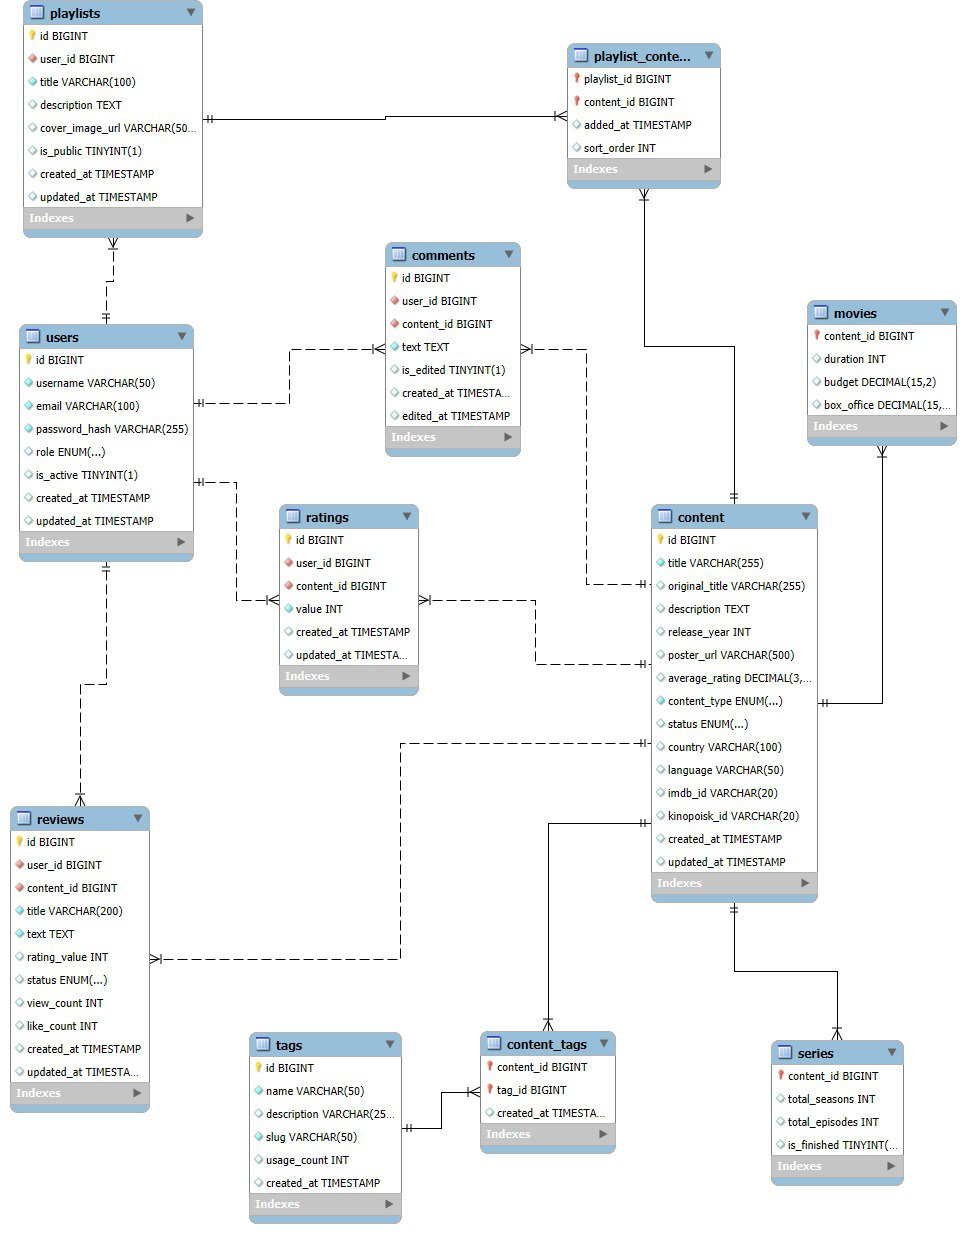 playlists
id BIGINT
user_id BIGINT
title VARCHAR(100)
description TEXT
cover_image_url VARCHAR(50...
is_public TINYINT(1)
created_at TIMESTAMP
updated_at TIMESTAMP
Indexes
playlist_conte...
playlist_id BIGINT
content_id BIGINT
added_at TIMESTAMP
sort_order INT
Indexes
comments
id BIGINT
user_id BIGINT
content_id BIGINT
text TEXT
is_edited TINYINT(1)
created_at TIMESTA...
edited_at TIMESTAMP
Indexes
movies
content_id BIGINT
duration INT
budget DECIMAL(15,2)
box_office DECIMAL(15,...
Indexes
users
id BIGINT
username VARCHAR(50)
email VARCHAR(100)
password_hash VARCHAR(255)
role ENUM(...)
is_active TINYINT(1)
created_at TIMESTAMP
updated_at TIMESTAMP
Indexes
ratings
id BIGINT
user_id BIGINT
content_id BIGINT
value INT
created_at TIMESTAMP
updated_at TIMESTA...
Indexes
content
id BIGINT
title VARCHAR(255)
original_title VARCHAR(255)
description TEXT
release_year INT
poster_url VARCHAR(500)
average_rating DECIMAL(3,...
content_type ENUM(...)
status ENUM(...)
country VARCHAR(100)
language VARCHAR(50)
imdb_id VARCHAR(20)
kinopoisk_id VARCHAR(20)
created_at TIMESTAMP
updated_at TIMESTAMP
Indexes
reviews
id BIGINT
user_id BIGINT
content_id BIGINT
title VARCHAR(200)
text TEXT
rating_value INT
status ENUM(...)
view_count INT
like_count INT
created_at TIMESTAMP
updated_at TIMESTA...
Indexes
tags
id BIGINT
name VARCHAR(50)
description VARCHAR(25...
slug VARCHAR(50)
usage_count INT
created_at TIMESTAMP
Indexes
content_tags
content_id BIGINT
tag_id BIGINT
created_at TIMESTA...
Indexes
series
content_id BIGINT
total_seasons INT
total_episodes INT
is_finished TINYINT(...
Indexes